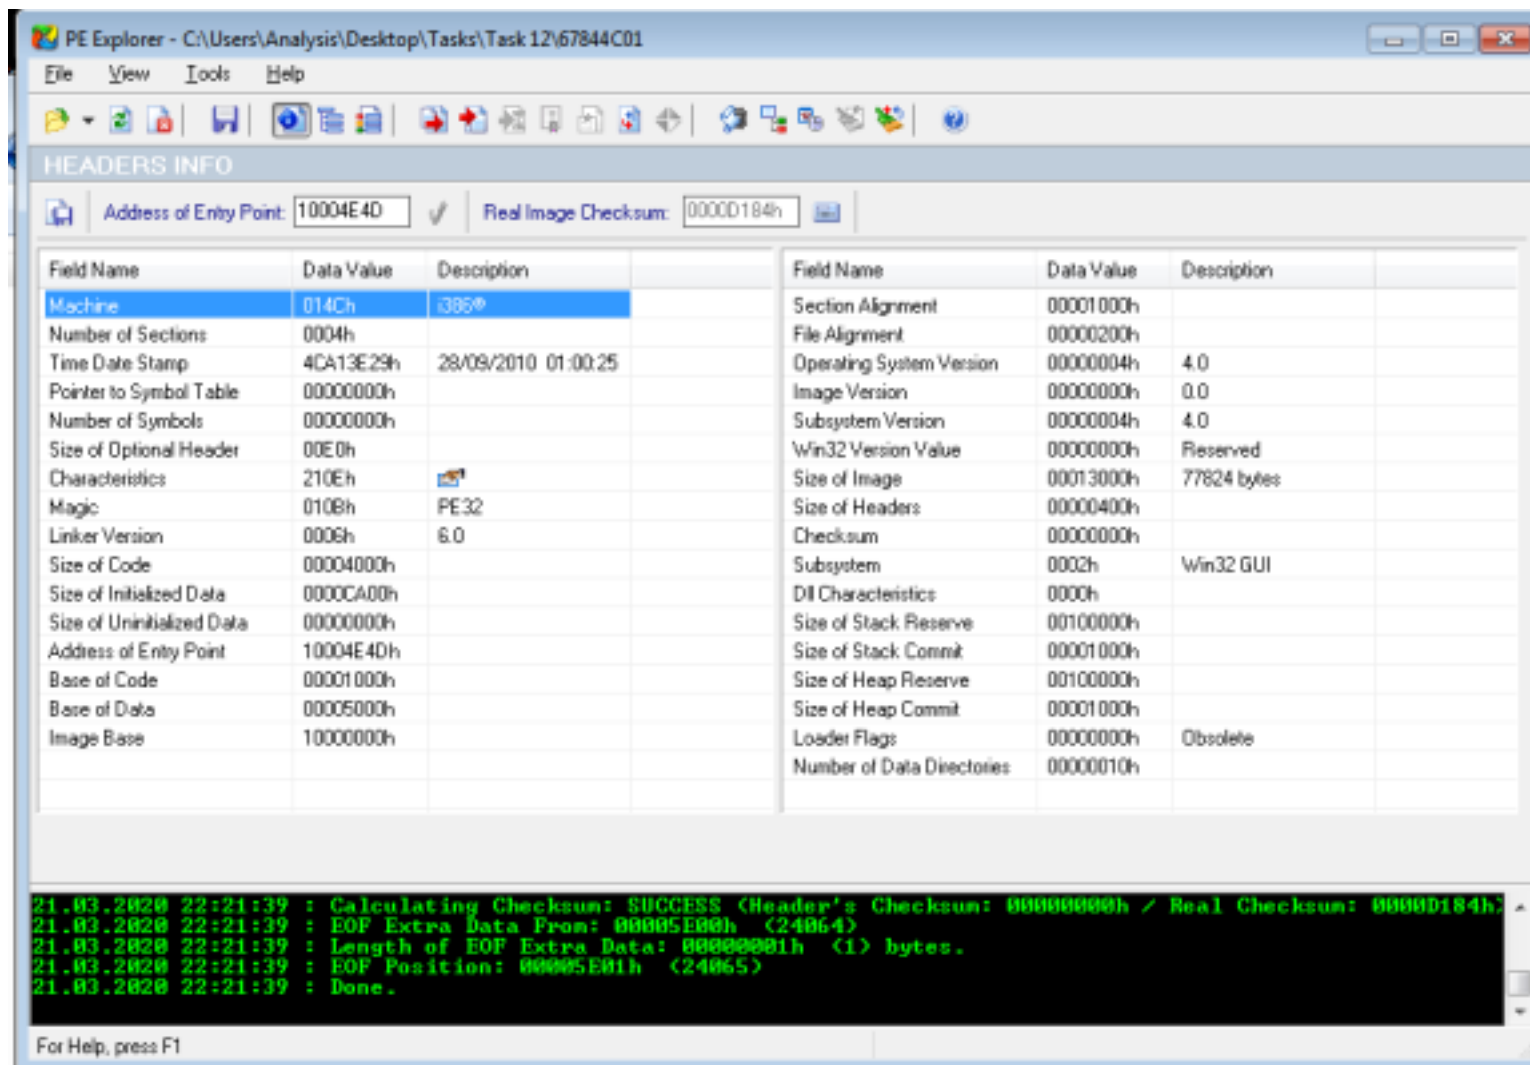 PE Explorer - C:\Users\Analysis\Desktop\Tasks\Task 12\67844C01
File View Tools Help
HEADERS INFO
Address of Entry Point: 10004E4D Real Image Checksum: 0000D184h
Field Name Data Value Description
Machine 014Ch i386®
Number of Sections 0004h
Time Date Stamp 4CA13E29h 28/09/2010 01:00:25
Pointer to Symbol Table 00000000h
Number of Symbols 00000000h
Size of Optional Header 00E0h
Characteristics 210Eh
Magic 010Bh PE32
Linker Version 0006h 6.0
Size of Code 00004000h
Size of Initialized Data 0000CA00h
Size of Uninitialized Data 00000000h
Address of Entry Point 10004E4Dh
Base of Code 00001000h
Base of Data 00005000h
Image Base 10000000h
Field Name Data Value Description
Section Alignment 00001000h
File Alignment 00000200h
Operating System Version 00000004h 4.0
Image Version 00000000h 0.0
Subsystem Version 00000004h 4.0
Win32 Version Value 00000000h Reserved
Size of Image 00013000h 77824 bytes
Size of Headers 00000400h
Checksum 00000000h
Subsystem 0002h Win32 GUI
Dll Characteristics 0000h
Size of Stack Reserve 00100000h
Size of Stack Commit 00001000h
Size of Heap Reserve 00100000h
Size of Heap Commit 00001000h
Loader Flags 00000000h Obsolete
Number of Data Directories 00000010h
21.03.2020 22:21:39 : Calculating Checksum: SUCCESS (Header's Checksum: 00000000h / Real Checksum: 0000D184h)
21.03.2020 22:21:39 : EOF Extra Data From: 00005E00h (24064)
21.03.2020 22:21:39 : Length of EOF Extra Data: 00000001h (1) bytes.
21.03.2020 22:21:39 : EOF Position: 00005E01h (24065)
21.03.2020 22:21:39 : Done.
For Help, press F1